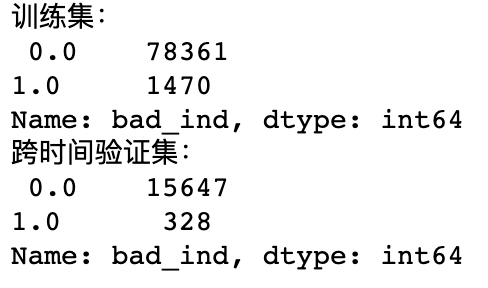 训练集：
0.0    78361
1.0    1470
Name: bad_ind, dtype: int64
跨时间验证集：
0.0    15647
1.0    328
Name: bad_ind, dtype: int64